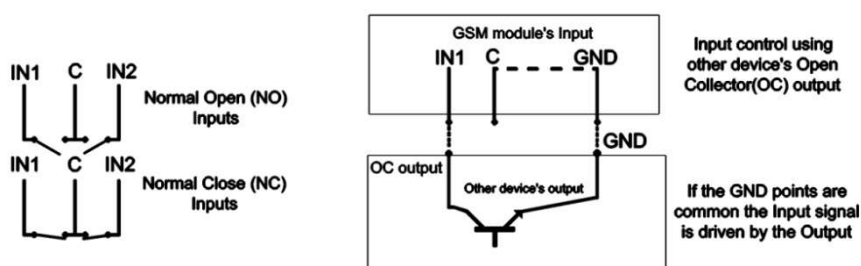 IN1 C IN2
Normal Open (NO)
Inputs
IN1 C IN2
Normal Close (NC)
Inputs
GSM module's Input
IN1 C GND
GND
OC output
Other device's output
Input control using
other device's Open
Collector(OC) output
If the GND points are
common the Input signal
is driven by the Output